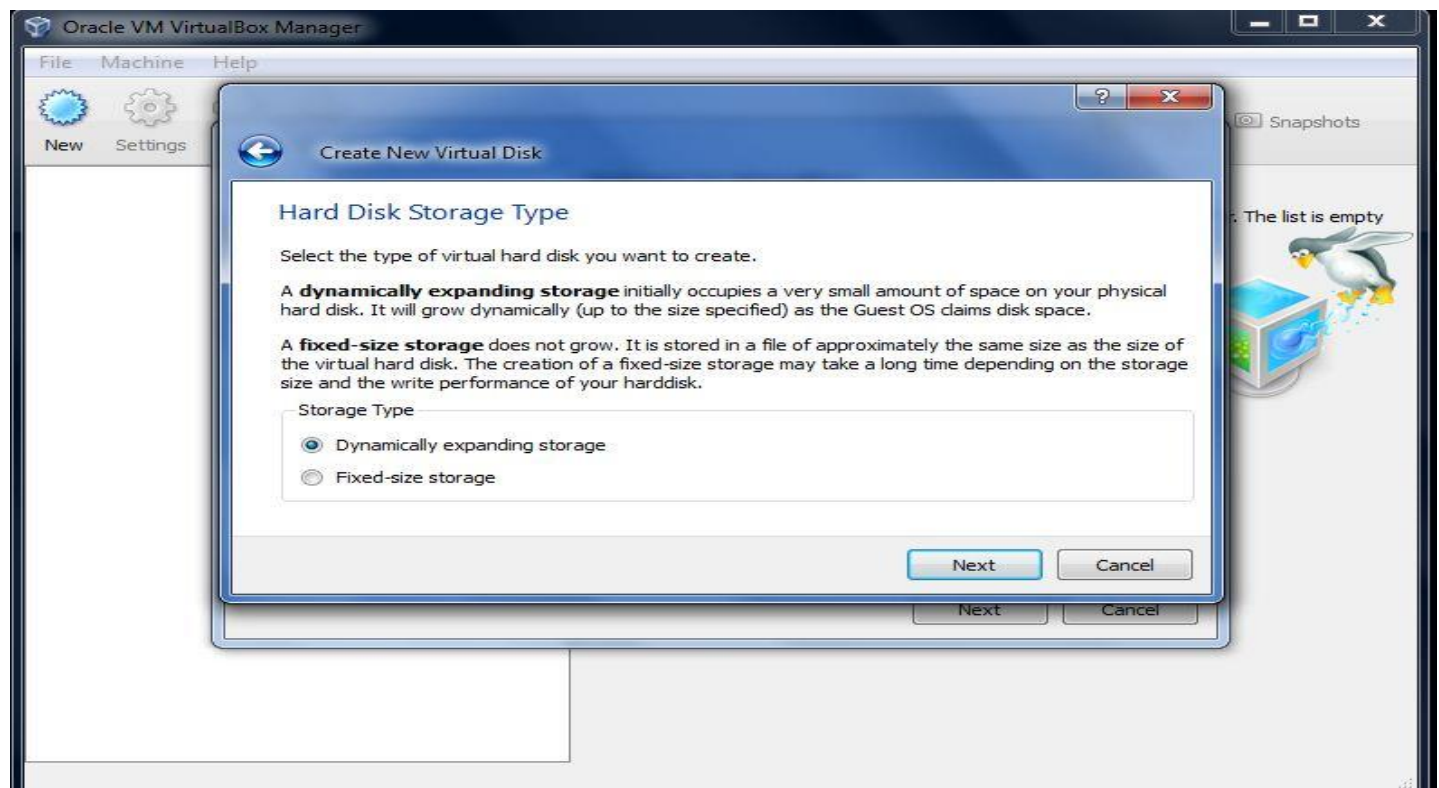 Oracle VM VirtualBox Manager
File Machine Help
New Settings
Snapshots
. The list is empty
Create New Virtual Disk
Hard Disk Storage Type
Select the type of virtual hard disk you want to create.
A dynamically expanding storage initially occupies a very small amount of space on your physical
hard disk. It will grow dynamically (up to the size specified) as the Guest OS claims disk space.
A fixed-size storage does not grow. It is stored in a file of approximately the same size as the size of
the virtual hard disk. The creation of a fixed-size storage may take a long time depending on the storage
size and the write performance of your harddisk.
Storage Type
Dynamically expanding storage
Fixed-size storage
Next Cancel
Next Cancel